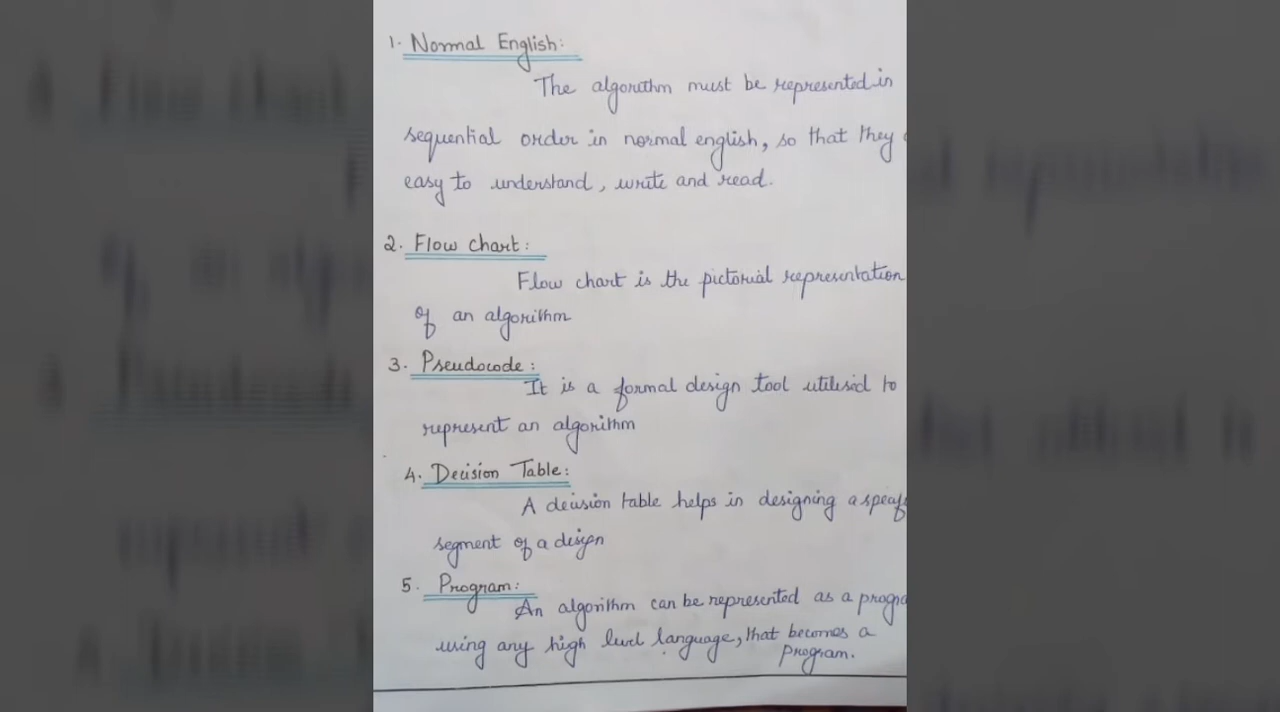 1. Normal English:
The algorithm must be represented in
sequential order in normal english, so that they
easy to understand, write and read.
2. Flow chart:
Flow chart is the pictorial representation
of an algorithm
3. Pseudocode:
It is a formal design tool utilised to
represent an algorithm
4. Decision Table:
A decision table helps in designing a
segment of a design
5. Program:
An algorithm can be represented as a
using any high level language, that becomes a
program.